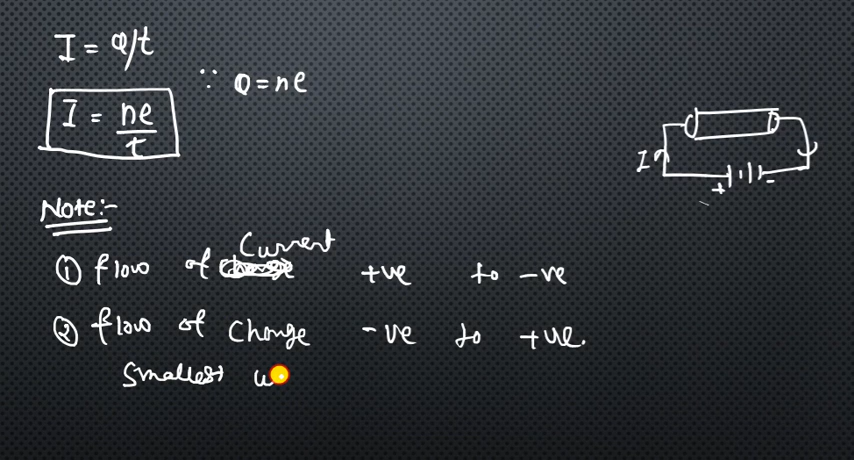 I = Q/t
∵ Q = ne
I = ne/t
I
+ -
Note:-
① flow of Current +ve to -ve
② flow of Charge -ve to +ve.
Smallest u